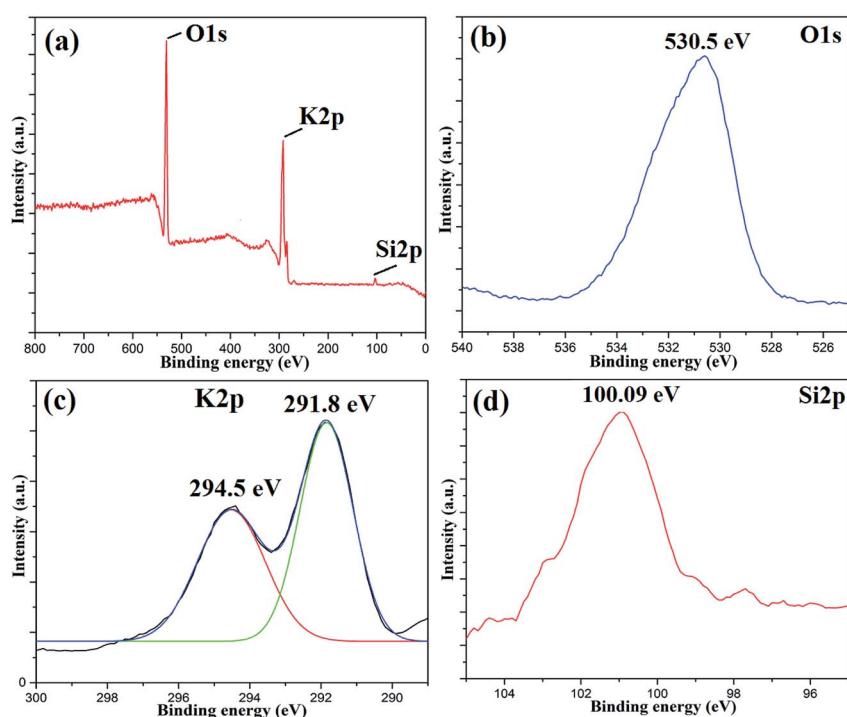 (a)
O1s
K2p
Si2p
Intensity (a.u.)
800 700 600 500 400 300 200 100 0
Binding energy (eV)
(b)
530.5 eV
O1s
Intensity (a.u.)
540 538 536 534 532 530 528 526
Binding energy (eV)
(c)
K2p
291.8 eV
294.5 eV
Intensity (a.u.)
300 298 296 294 292 290
Binding energy (eV)
(d)
100.09 eV
Si2p
Intensity (a.u.)
104 102 100 98 96
Binding energy (eV)